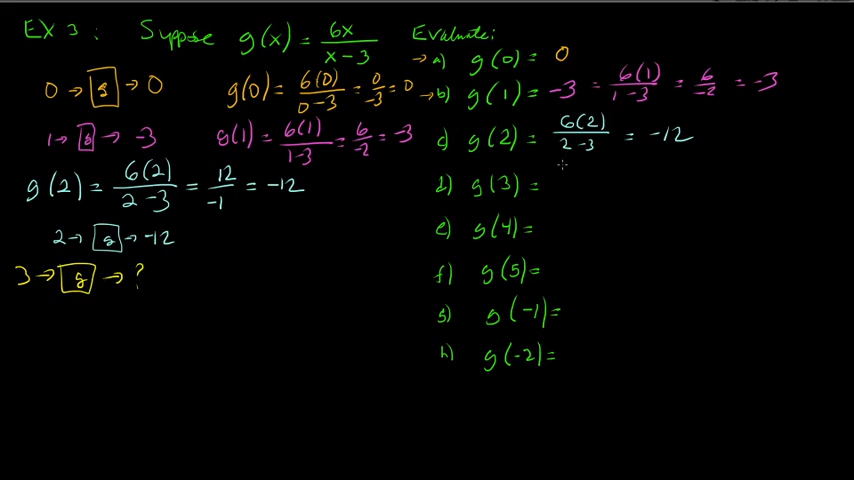 EX 3: Suppose g(x) = 6x / x-3 Evaluate:
a) g(0) = 0
0 → g → 0 g(0) = 6(0) / 0-3 = 0/-3 = 0
b) g(1) = -3 = 6(1) / 1-3 = 6/-2 = -3
1 → g → -3 g(1) = 6(1) / 1-3 = 6/-2 = -3
c) g(2) = 6(2) / 2-3 = -12
g(2) = 6(2) / 2-3 = 12/-1 = -12
d) g(3) =
2 → g → -12
e) g(4) =
3 → g → ?
f) g(5) =
g) g(-1) =
h) g(-2) =